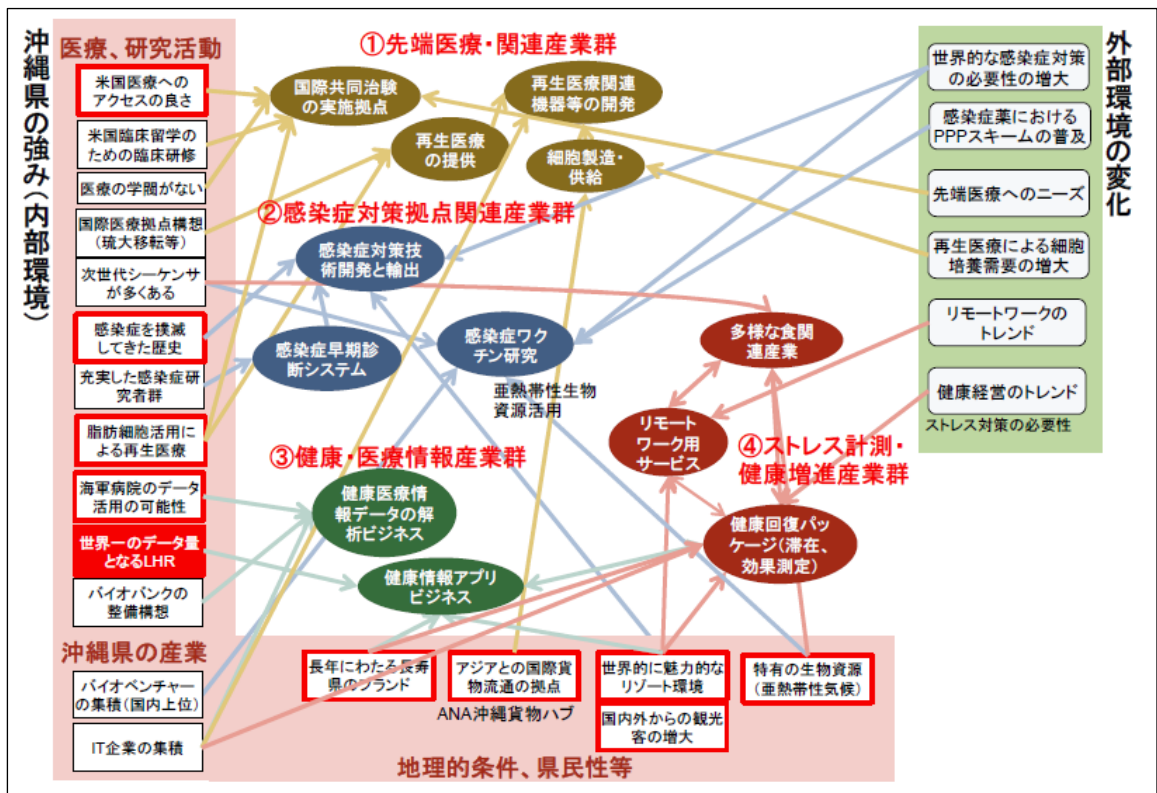 沖縄県の強み（内部環境）
医療、研究活動
米国医療への
アクセスの良さ
米国臨床留学の
ための臨床研修
医療の学閥がない
国際医療拠点構想
（琉大移転等）
次世代シーケンサ
が多くある
感染症を撲滅
してきた歴史
充実した感染症研
究者群
脂肪細胞活用に
よる再生医療
海軍病院のデータ
活用の可能性
世界一のデータ量
となるLHR
バイオバンクの
整備構想
沖縄県の産業
バイオベンチャー
の集積（国内上位）
IT企業の集積
①先端医療・関連産業群
国際共同治験
の実施拠点
再生医療関連
機器等の開発
再生医療
の提供
細胞製造・
供給
②感染症対策拠点関連産業群
感染症対策技
術開発と輸出
感染症早期診
断システム
感染症ワク
チン研究
亜熱帯性生物
資源活用
③健康・医療情報産業群
健康医療情
報データの解
析ビジネス
健康情報アプリ
ビジネス
多様な食関
連産業
リモート
ワーク用
サービス
④ストレス計測・
健康増進産業群
健康回復パッ
ケージ（滞在、
効果測定）
外部環境の変化
世界的な感染症対策
の必要性の増大
感染症薬における
PPPスキームの普及
先端医療へのニーズ
再生医療による細胞
培養需要の増大
リモートワークの
トレンド
健康経営のトレンド
ストレス対策の必要性
長年にわたる長寿
県のブランド
アジアとの国際貨
物流通の拠点
ANA沖縄貨物ハブ
世界的に魅力的な
リゾート環境
国内外からの観光
客の増大
特有の生物資源
（亜熱帯性気候）
地理的条件、県民性等